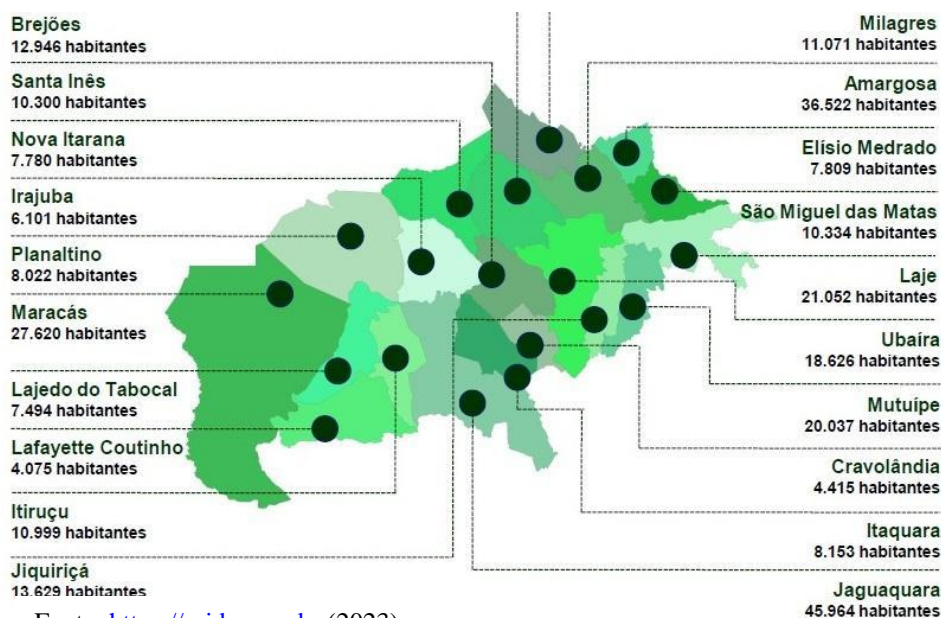 Brejões
12.946 habitantes
Santa Inês
10.300 habitantes
Nova Itarana
7.780 habitantes
Irajuba
6.101 habitantes
Planaltino
8.022 habitantes
Maracás
27.620 habitantes
Lajedo do Tabocal
7.494 habitantes
Lafayette Coutinho
4.075 habitantes
Itiruçu
10.999 habitantes
Jiquiriçá
13.629 habitantes
Milagres
11.071 habitantes
Amargosa
36.522 habitantes
Elísio Medrado
7.809 habitantes
São Miguel das Matas
10.334 habitantes
Laje
21.052 habitantes
Ubaíra
18.626 habitantes
Mutuípe
20.037 habitantes
Cravolândia
4.415 habitantes
Itaquara
8.153 habitantes
Jaguaquara
45.964 habitantes
(2023)